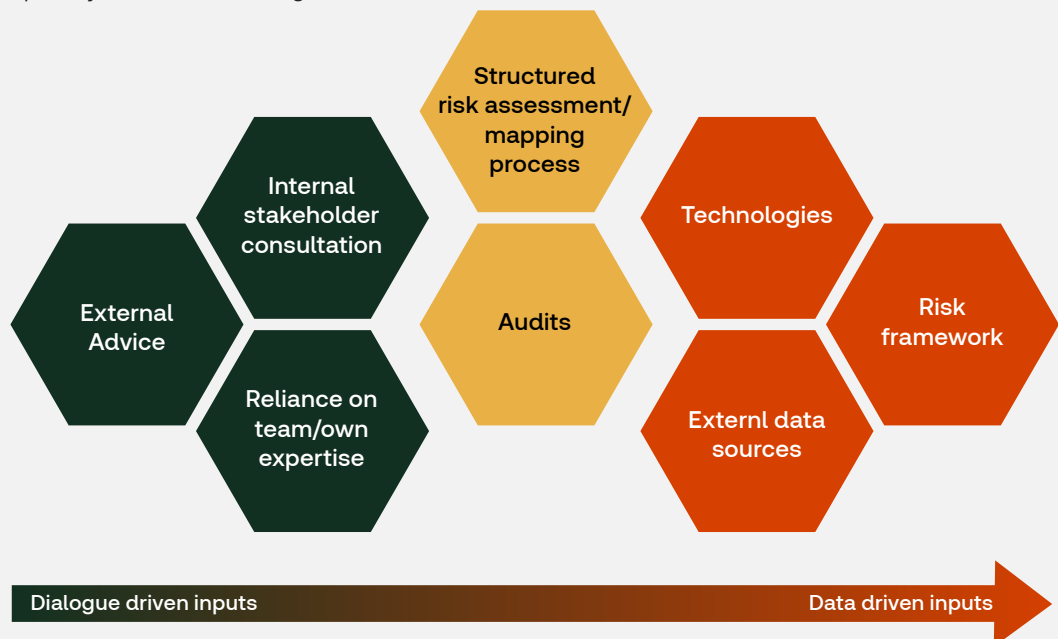 Structured
risk assessment/
mapping
process
Internal
stakeholder
consultation
Technologies
External
Advice
Audits
Risk
framework
Reliance on
team/own
expertise
Externl data
sources
Dialogue driven inputs
Data driven inputs